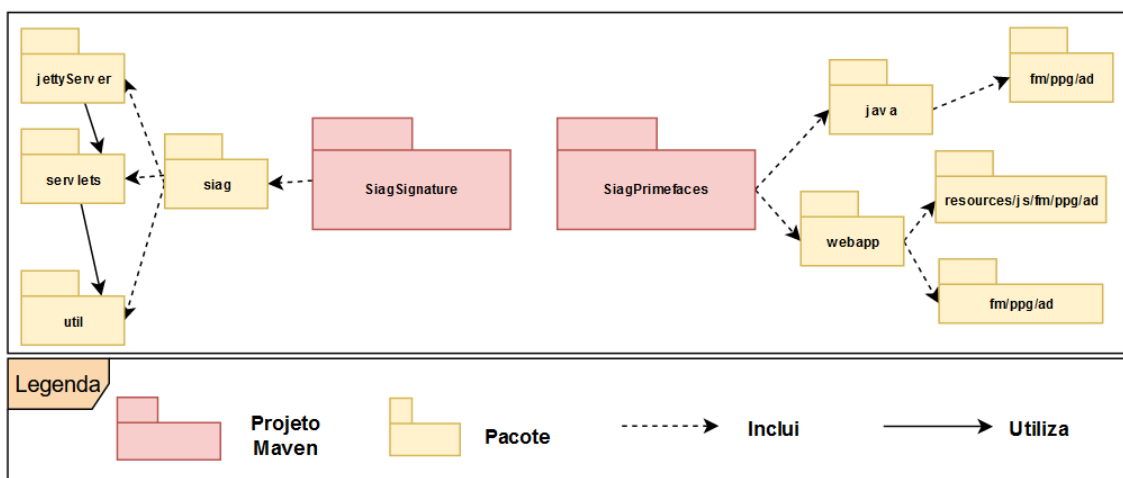 jettyServer
fm/ppg/ad
java
servlets
siag
SiagSignature
SiagPrimefaces
resources/js/fm/ppg/ad
webapp
util
fm/ppg/ad
Legenda
Projeto
Maven
Pacote
Inclui
Utiliza